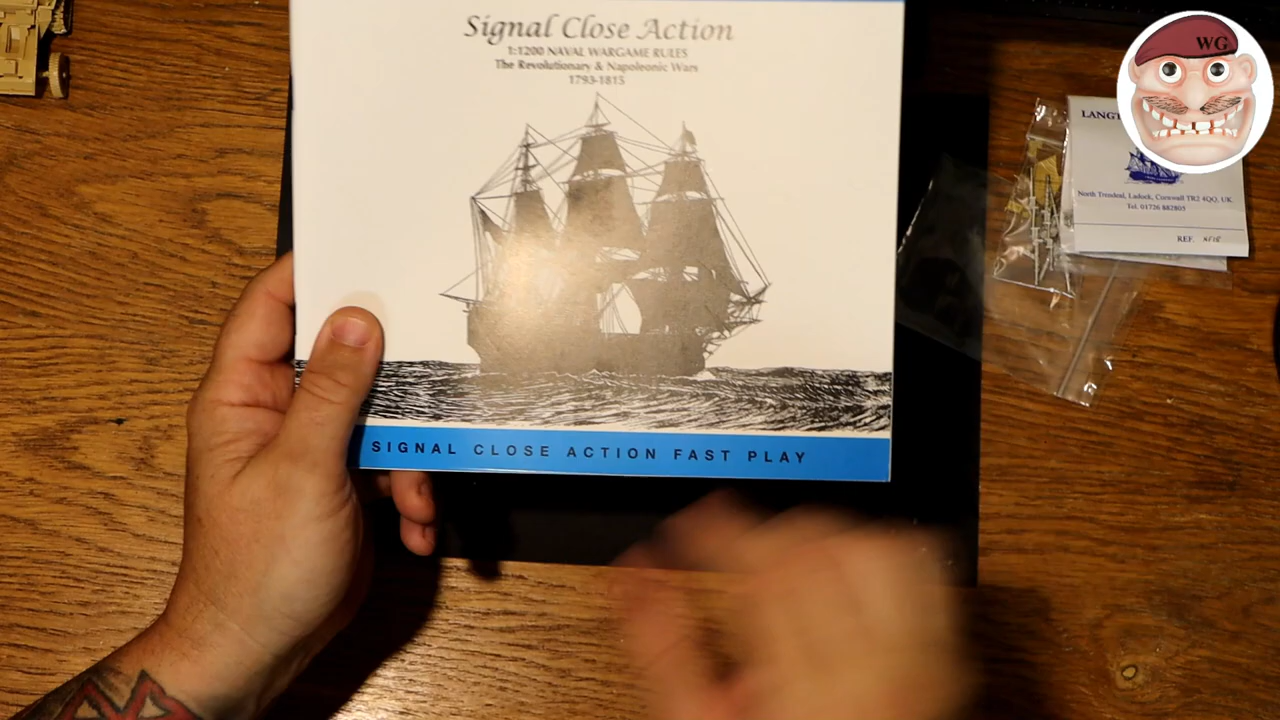 Signal Close Action
1:1200 NAVAL WARGAME RULES
The Revolutionary & Napoleonic Wars
1793-1815
SIGNAL CLOSE ACTION FAST PLAY
WG
North Trendeal, Ladock, Cornwall TR2 4QQ, UK.
Tel. 01726 882805
REF.